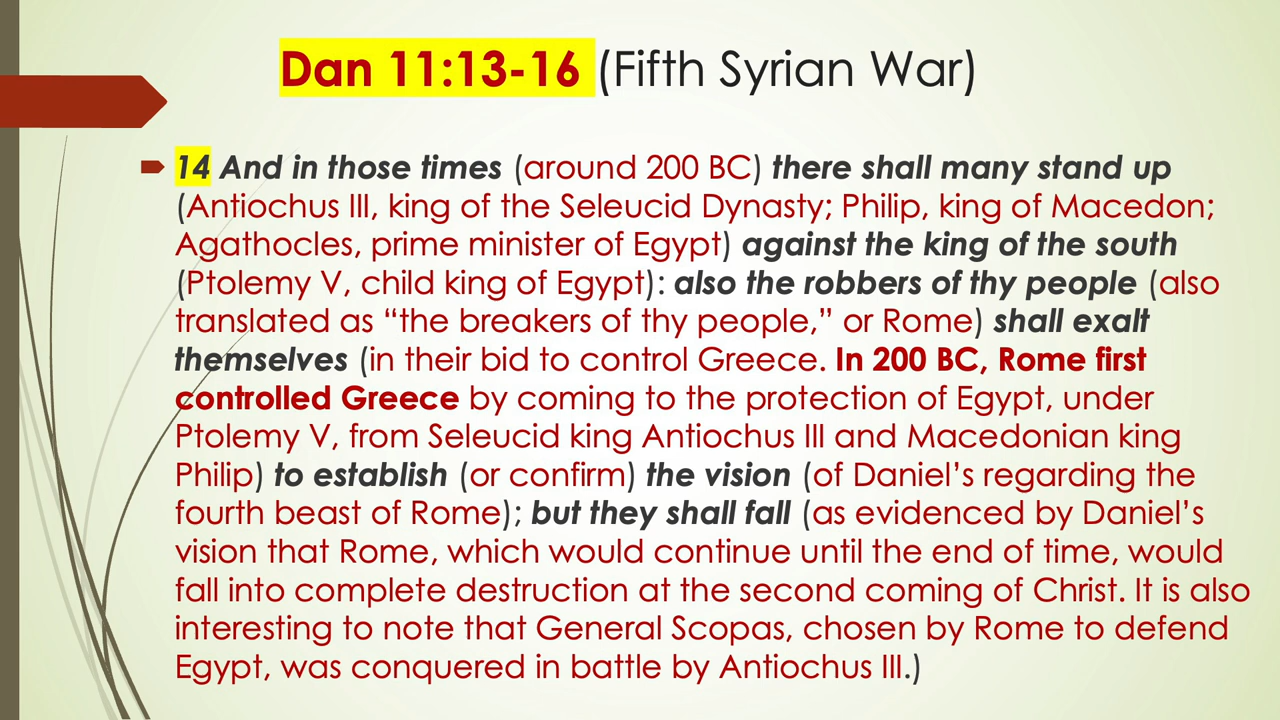 Dan 11:13-16 (Fifth Syrian War)
14 And in those times (around 200 BC) there shall many stand up
(Antiochus III, king of the Seleucid Dynasty; Philip, king of Macedon;
Agathocles, prime minister of Egypt) against the king of the south
(Ptolemy V, child king of Egypt): also the robbers of thy people (also
translated as “the breakers of thy people,” or Rome) shall exalt
themselves (in their bid to control Greece. In 200 BC, Rome first
controlled Greece by coming to the protection of Egypt, under
Ptolemy V, from Seleucid king Antiochus III and Macedonian king
Philip) to establish (or confirm) the vision (of Daniel’s regarding the
fourth beast of Rome); but they shall fall (as evidenced by Daniel’s
vision that Rome, which would continue until the end of time, would
fall into complete destruction at the second coming of Christ. It is also
interesting to note that General Scopas, chosen by Rome to defend
Egypt, was conquered in battle by Antiochus III.)